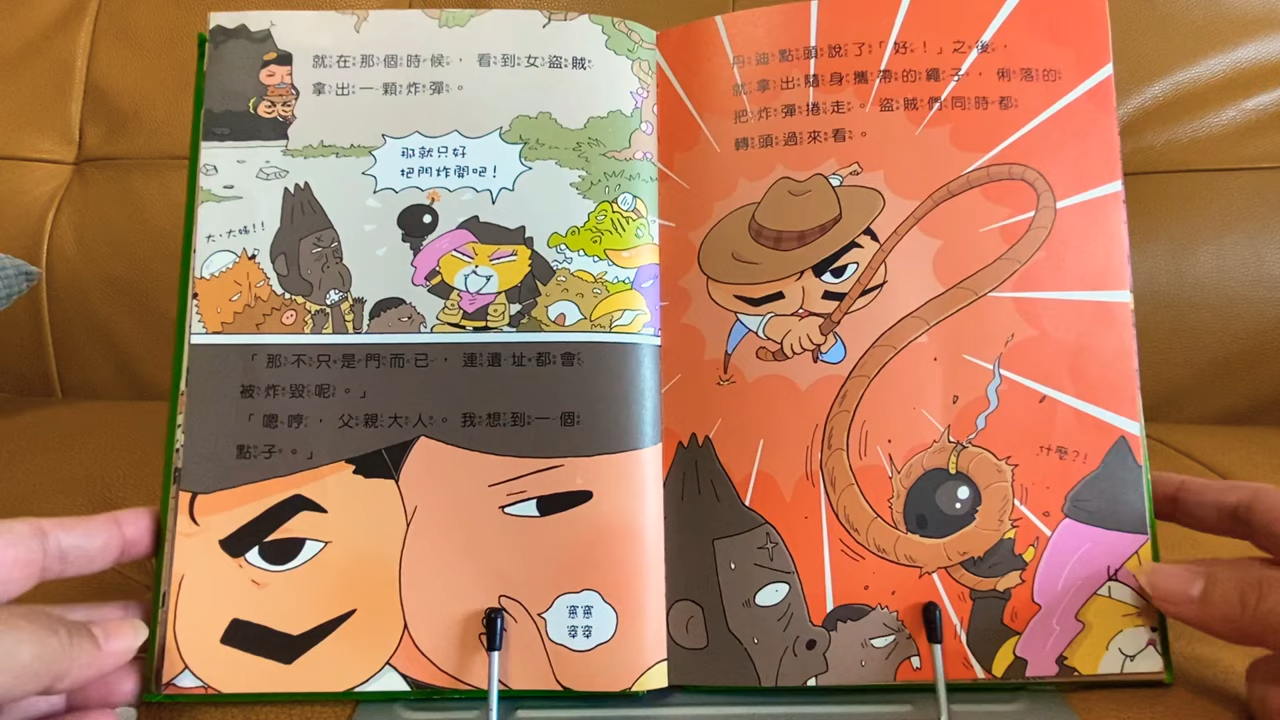 就在那個時候，看到女盜賊
拿出一顆炸彈。
那就只好
把門炸開吧！
大、大姊！！
「那不只是門而已，連遺址都會
被炸毀呢。」
「嗯哼，父親大人。我想到一個
點子。」
窸窸
窣窣
丹迪點頭說了「好！」之後，
就拿出隨身攜帶的繩子，俐落的
把炸彈捲走。盜賊們同時都
轉頭過來看。
什麼？！